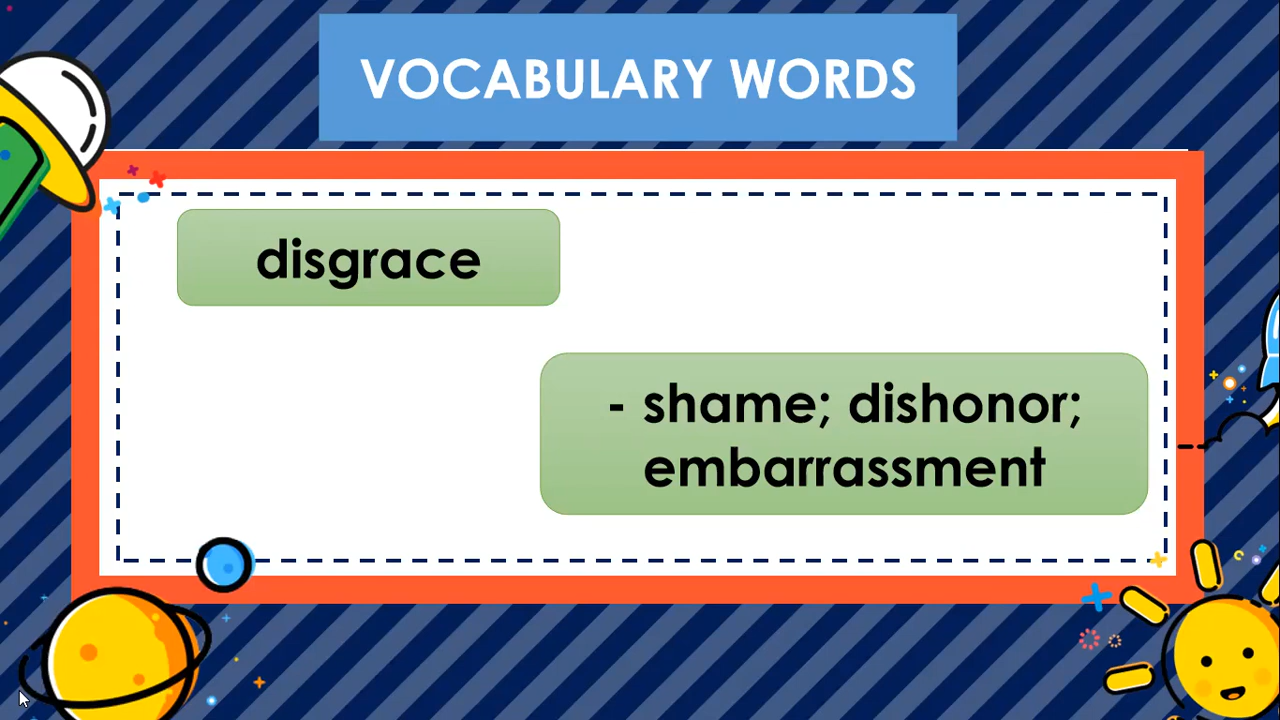 VOCABULARY WORDS
disgrace
- shame; dishonor;
embarrassment